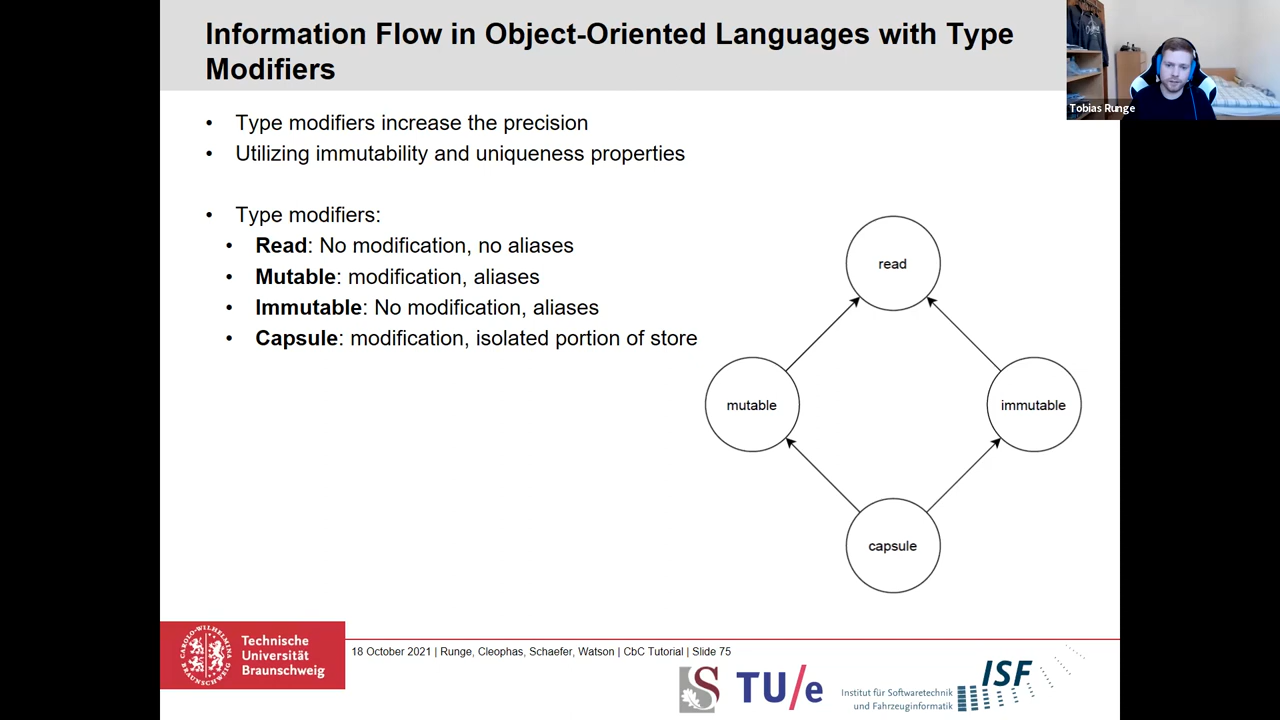 Information Flow in Object-Oriented Languages with Type
Modifiers
Tobias Runge
• Type modifiers increase the precision
• Utilizing immutability and uniqueness properties
• Type modifiers:
• Read: No modification, no aliases
• Mutable: modification, aliases
• Immutable: No modification, aliases
• Capsule: modification, isolated portion of store
read
mutable
immutable
capsule
CAROLO-WILHELMINA
BRAUNSCHWEIG
Technische
Universität
Braunschweig
18 October 2021 | Runge, Cleophas, Schaefer, Watson | CbC Tutorial | Slide 75
S
TU/e
Institut für Softwaretechnik
und Fahrzeuginformatik
ISF